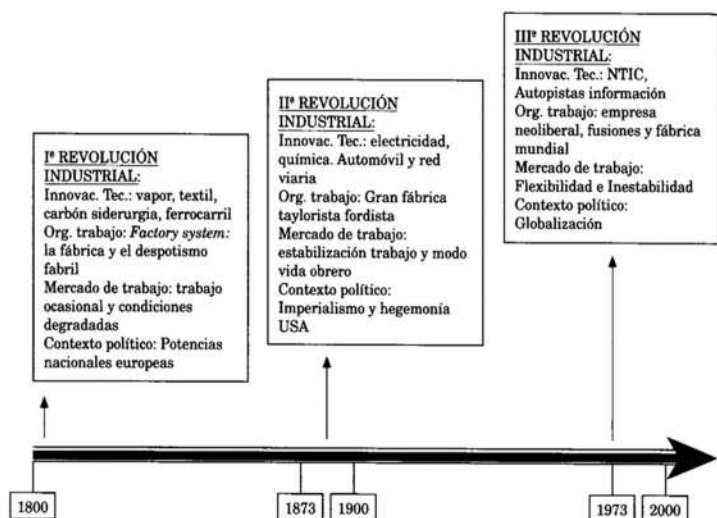 Iª REVOLUCIÓN
INDUSTRIAL:
Innovac. Tec.: vapor, textil,
carbón siderurgia, ferrocarril
Org. trabajo: Factory system:
la fábrica y el despotismo
fabril
Mercado de trabajo: trabajo
ocasional y condiciones
degradadas
Contexto político: Potencias
nacionales europeas
IIª REVOLUCIÓN
INDUSTRIAL:
Innovac. Tec.: electricidad,
química. Automóvil y red
viaria
Org. trabajo: Gran fábrica
taylorista fordista
Mercado de trabajo:
estabilización trabajo y modo
vida obrero
Contexto político:
Imperialismo y hegemonía
USA
IIIª REVOLUCIÓN
INDUSTRIAL:
Innovac. Tec.: NTIC,
Autopistas información
Org. trabajo: empresa
neoliberal, fusiones y fábrica
mundial
Mercado de trabajo:
Flexibilidad e Inestabilidad
Contexto político:
Globalización
1800
1873
1900
1973
2000